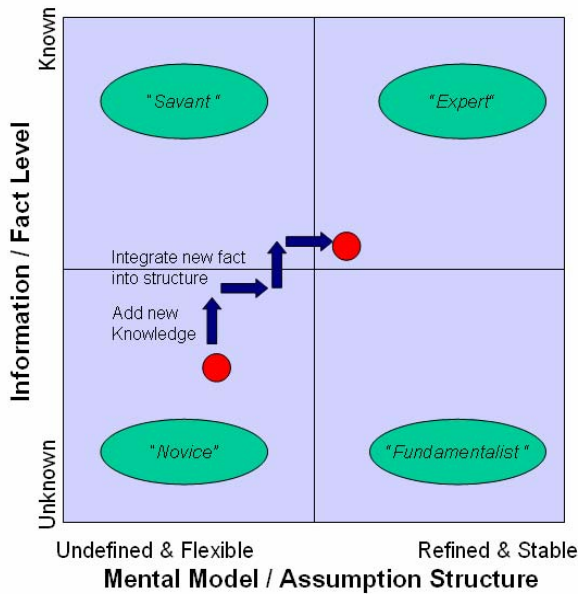 Known
"Savant "
"Expert"
Information / Fact Level
Integrate new fact
into structure
Add new
Knowledge
"Novice"
"Fundamentalist "
Unknown
Undefined & Flexible
Refined & Stable
Mental Model / Assumption Structure